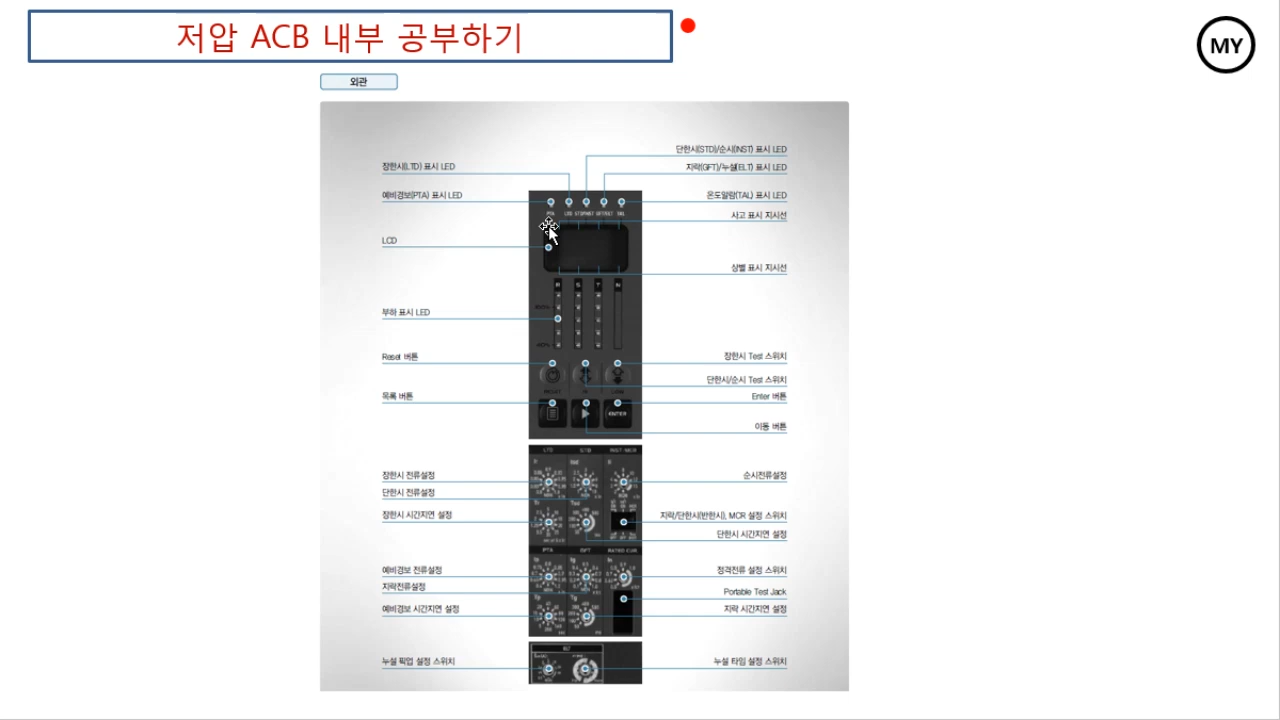 저압 ACB 내부 공부하기
MY
외관
단한시(STD)/순시(INST) 표시 LED
장한시(LTD) 표시 LED
지락(GFT)/누설(ELT) 표시 LED
예비경보(PTA) 표시 LED
온도알람(TAL) 표시 LED
사고 표시 지시선
LCD
상별 표시 지시선
R S T N
부하 표시 LED
Reset 버튼
장한시 Test 스위치
단한시/순시 Test 스위치
목록 버튼
Enter 버튼
ENTER
이동 버튼
LTD
장한시 전류설정
순시전류설정
단한시 전류설정
장한시 시간지연 설정
지락/단한시(반한시), MCR 설정 스위치
단한시 시간지연 설정
PTA GFT RATED CUR
예비경보 전류설정
정격전류 설정 스위치
지락전류설정
Portable Test Jack
예비경보 시간지연 설정
지락 시간지연 설정
ELT
누설 픽업 설정 스위치
누설 타임 설정 스위치